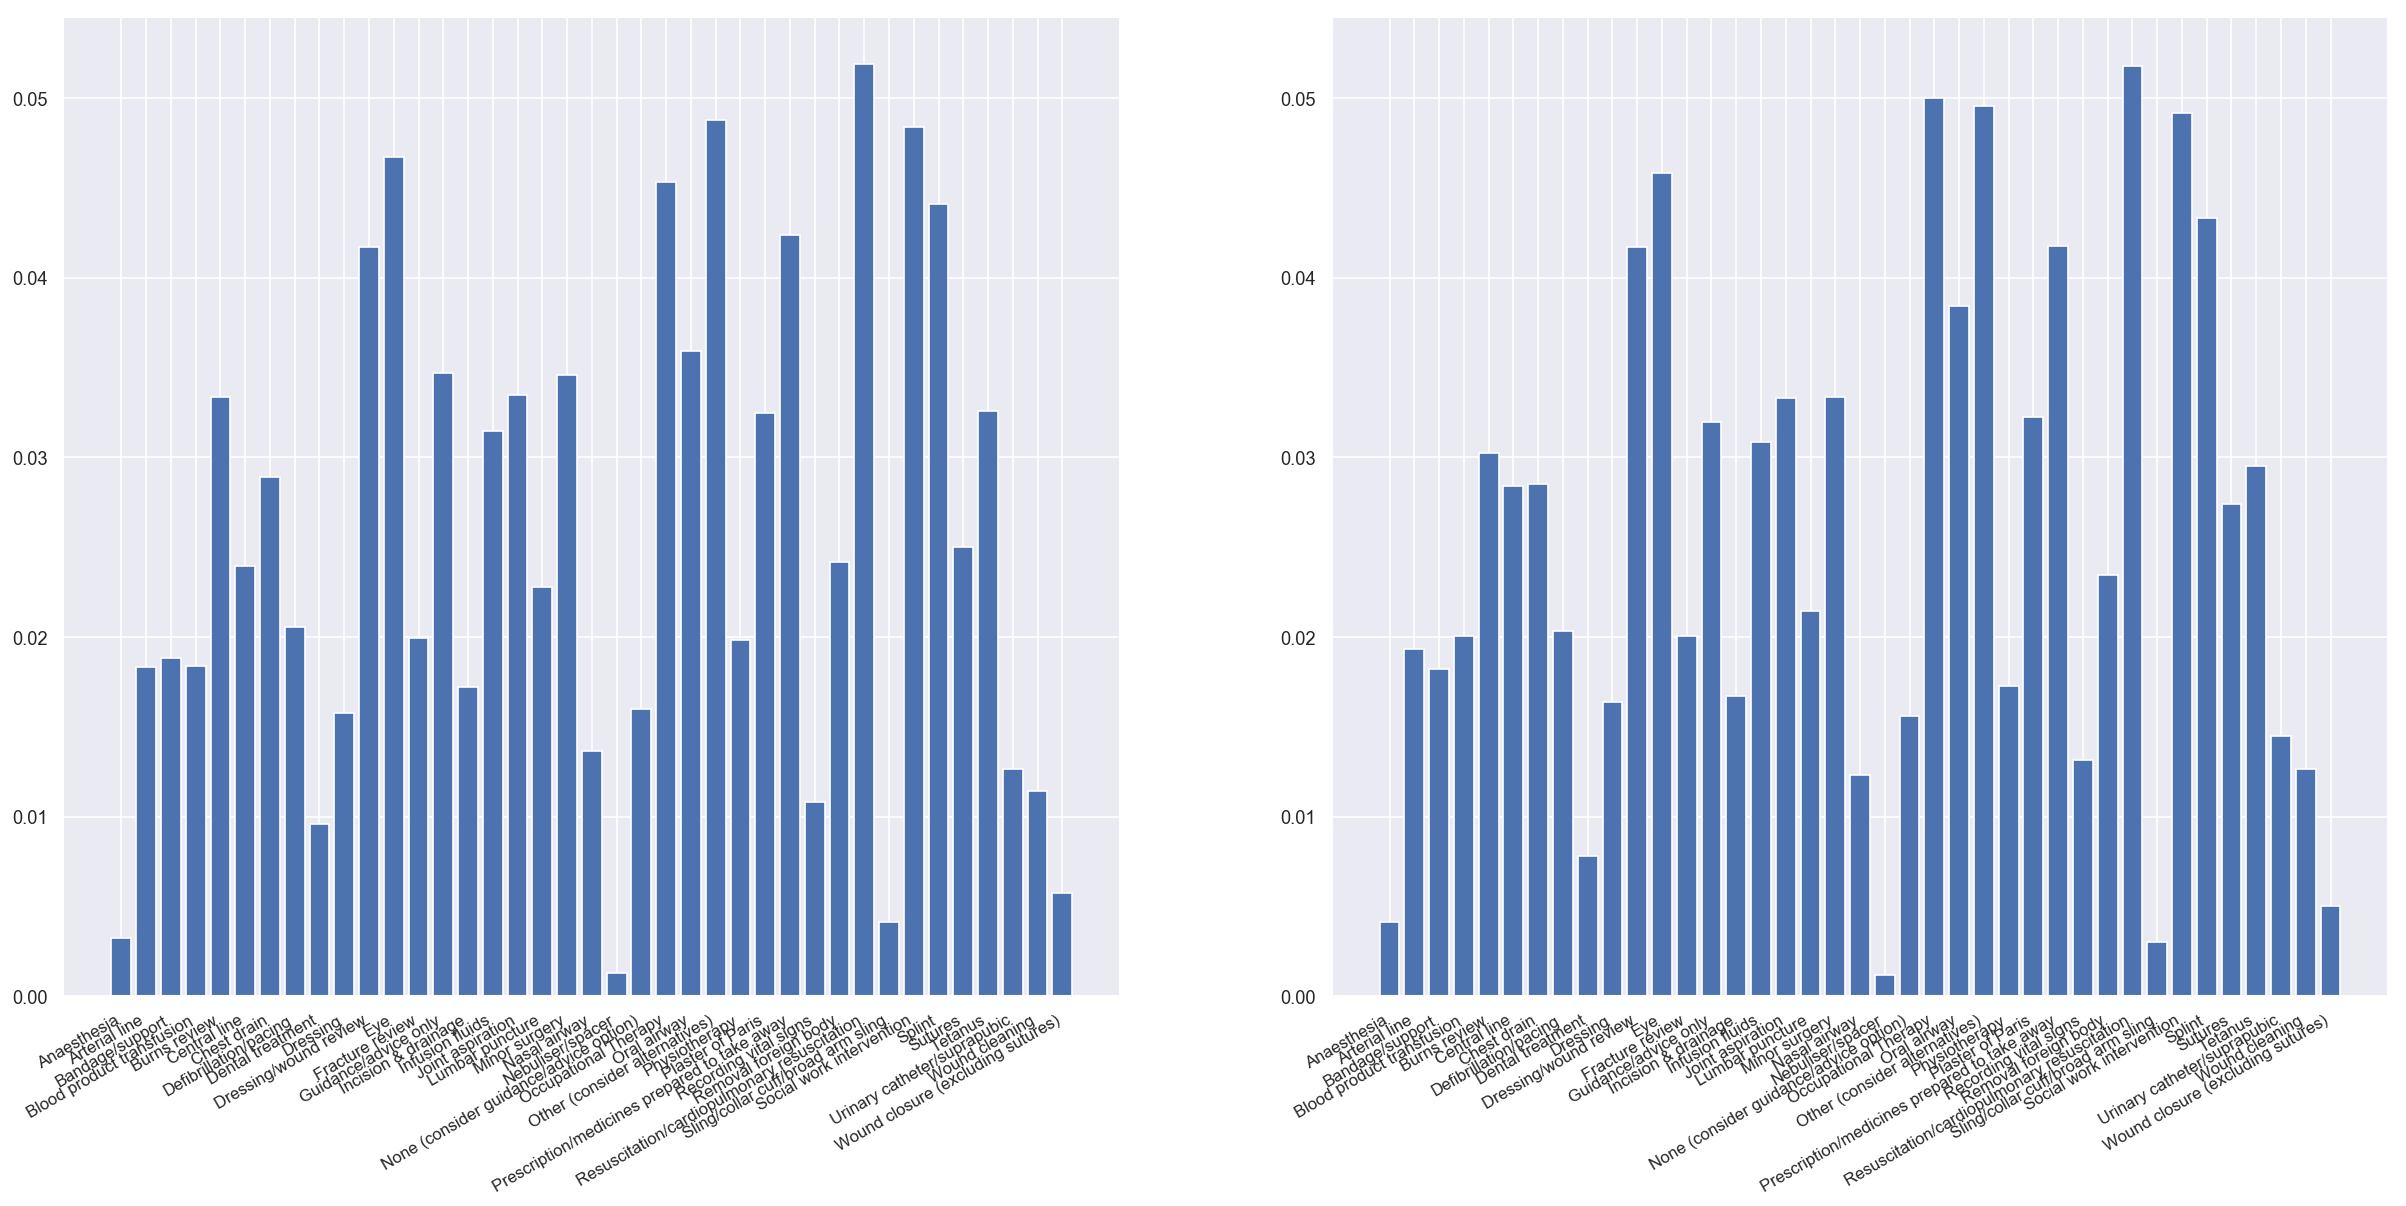 0.05
0.04
0.03
0.02
0.01
0.00
Anaesthesia
Arterial line
Bandage/support
Blood product transfusion
Burns review
Central line
Chest drain
Defibrillation/pacing
Dental treatment
Dressing
Dressing/wound review
Eye
Fracture review
Guidance/advice only
Incision & drainage
Infusion fluids
Joint aspiration
Lumbar puncture
Minor surgery
Nasal airway
Nebuliser/spacer
None (consider guidance/advice option)
Occupational Therapy
Oral airway
Other (consider alternatives)
Physiotherapy
Plaster of Paris
Prescription/medicines prepared to take away
Recording vital signs
Removal foreign body
Resuscitation/cardiopulmonary resuscitation
Sling/collar cuff/broad arm sling
Social work intervention
Splint
Sutures
Tetanus
Urinary catheter/suprapubic
Wound cleaning
Wound closure (excluding sutures)
0.05
0.04
0.03
0.02
0.01
0.00
Anaesthesia
Arterial line
Bandage/support
Blood product transfusion
Burns review
Central line
Chest drain
Defibrillation/pacing
Dental treatment
Dressing
Dressing/wound review
Eye
Fracture review
Guidance/advice only
Incision & drainage
Infusion fluids
Joint aspiration
Lumbar puncture
Minor surgery
Nasal airway
Nebuliser/spacer
None (consider guidance/advice option)
Occupational Therapy
Oral airway
Other (consider alternatives)
Physiotherapy
Plaster of Paris
Prescription/medicines prepared to take away
Recording vital signs
Removal foreign body
Resuscitation/cardiopulmonary resuscitation
Sling/collar cuff/broad arm sling
Social work intervention
Splint
Sutures
Tetanus
Urinary catheter/suprapubic
Wound cleaning
Wound closure (excluding sutures)